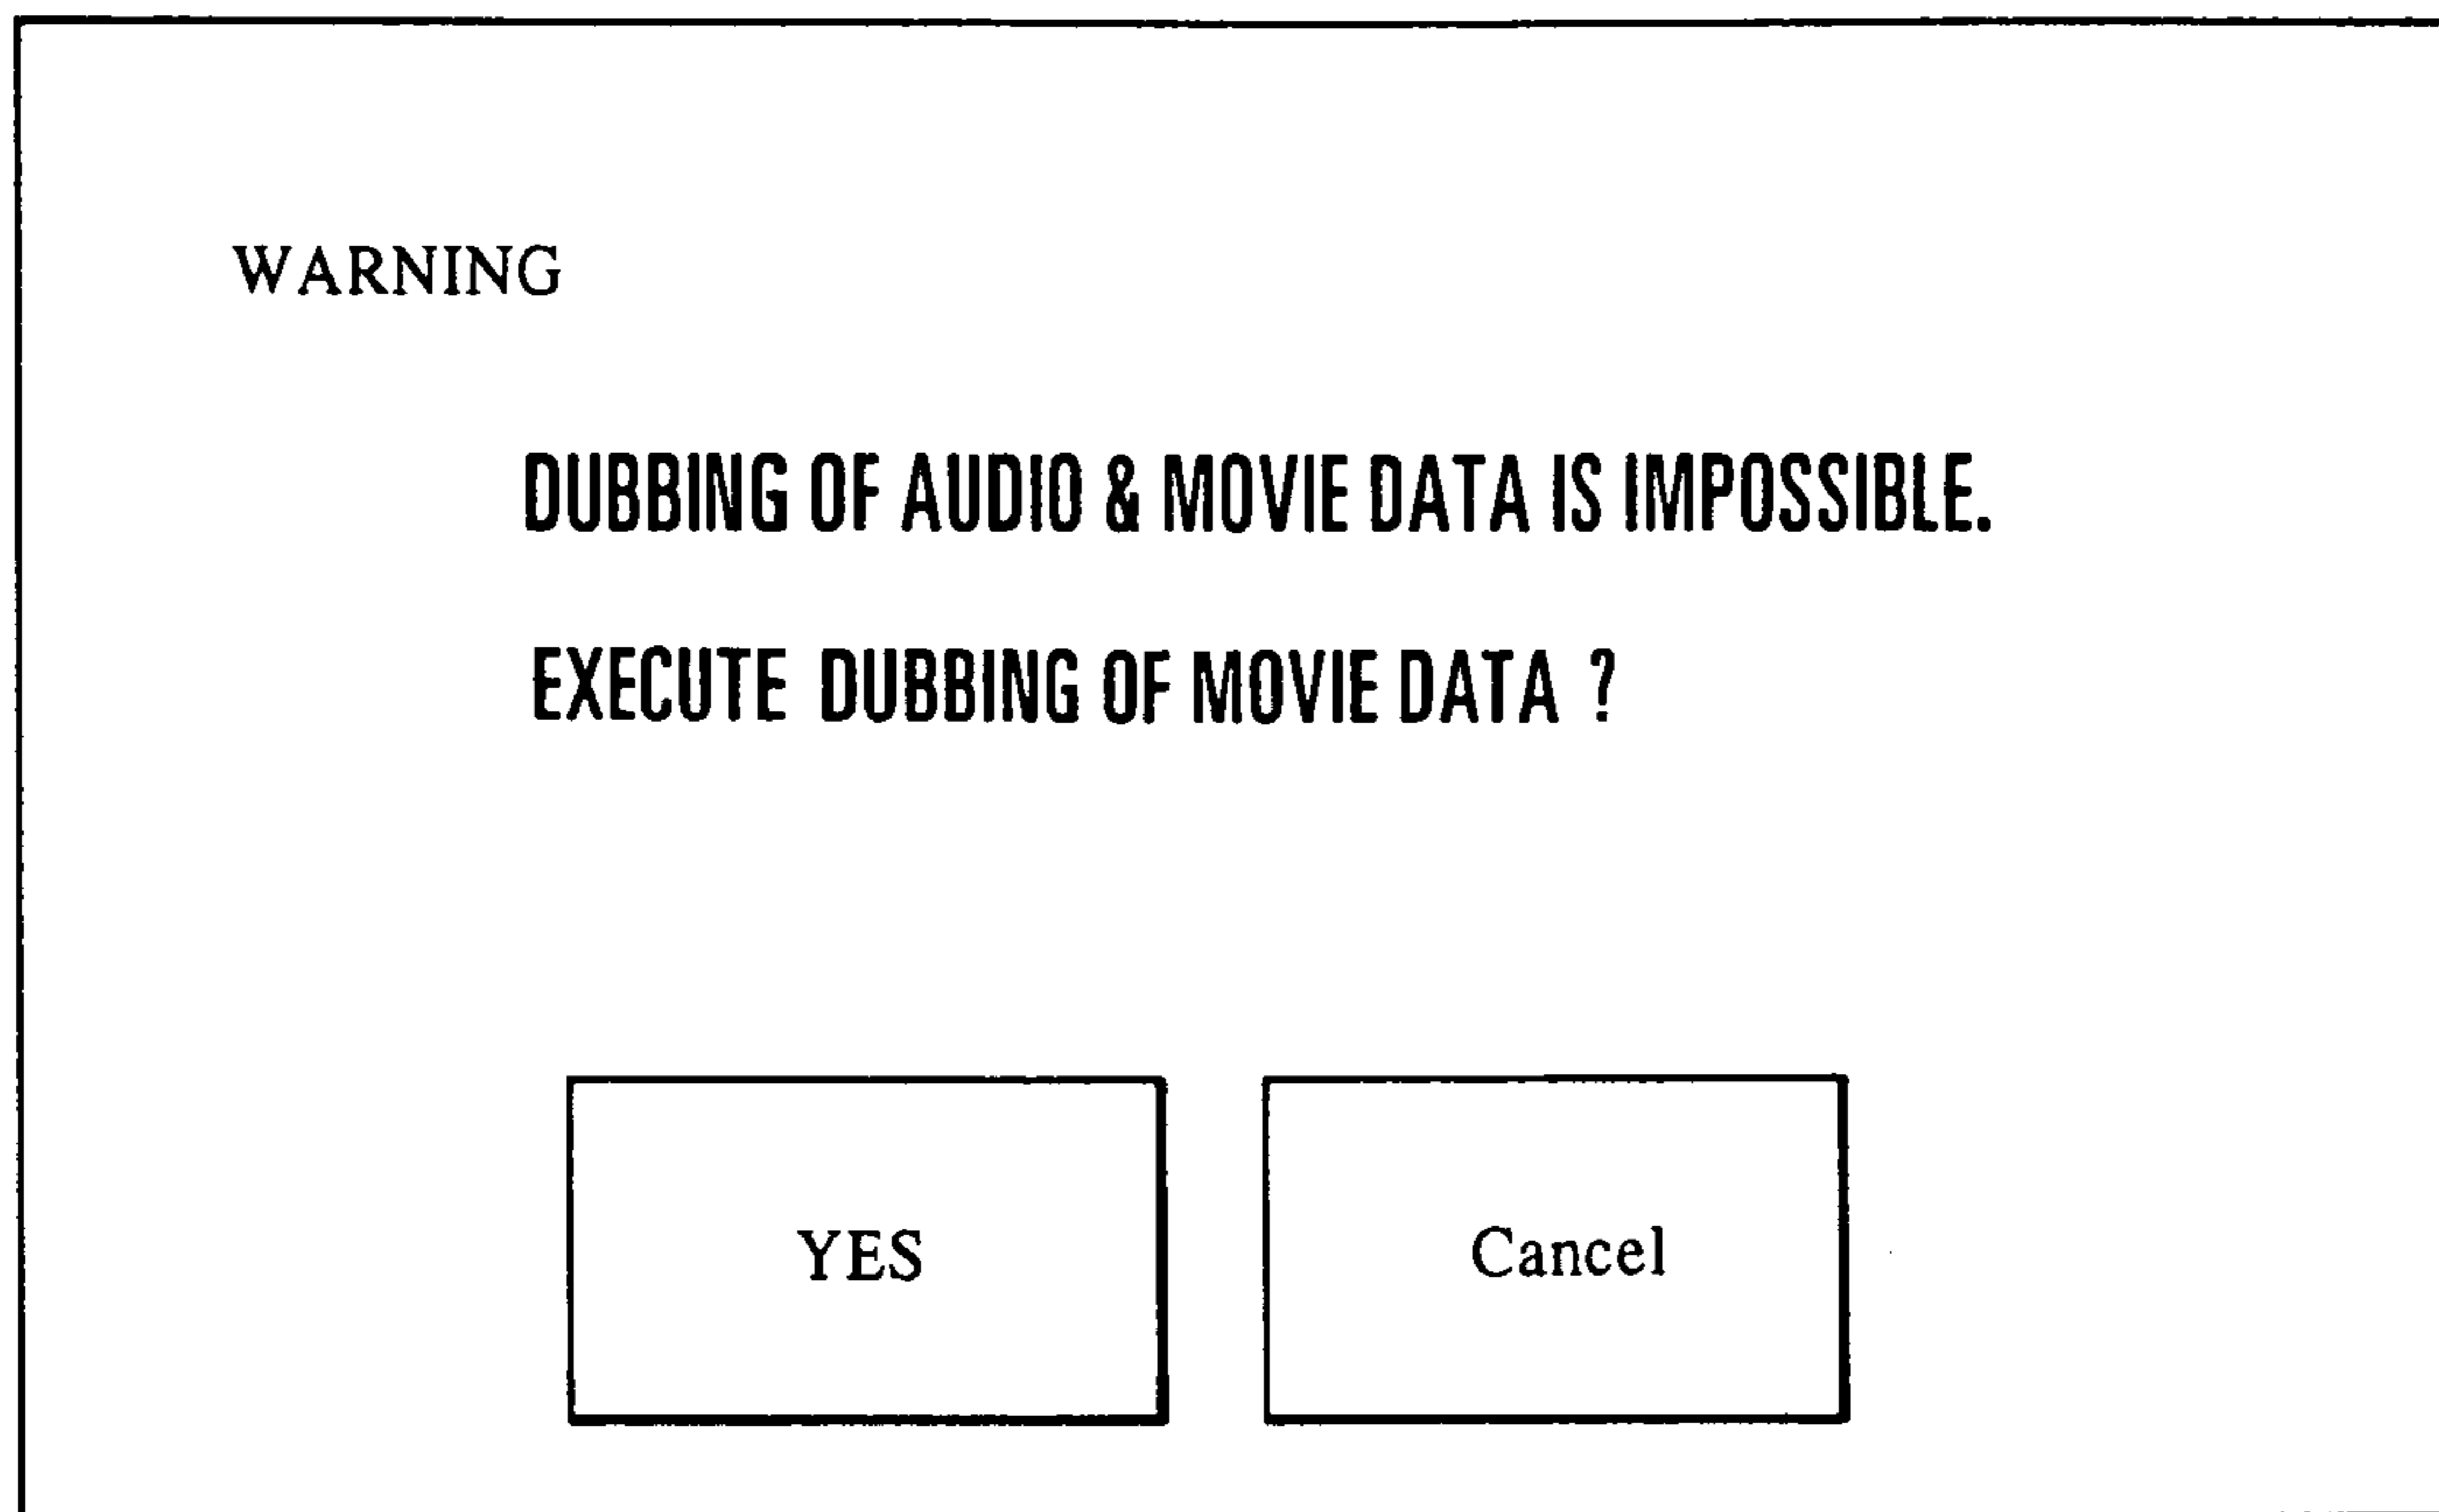 WARNING
DUBBING OF AUDIO & MOVIE DATA IS IMPOSSIBLE.
EXECUTE DUBBING OF MOVIE DATA ?
YES
Cancel